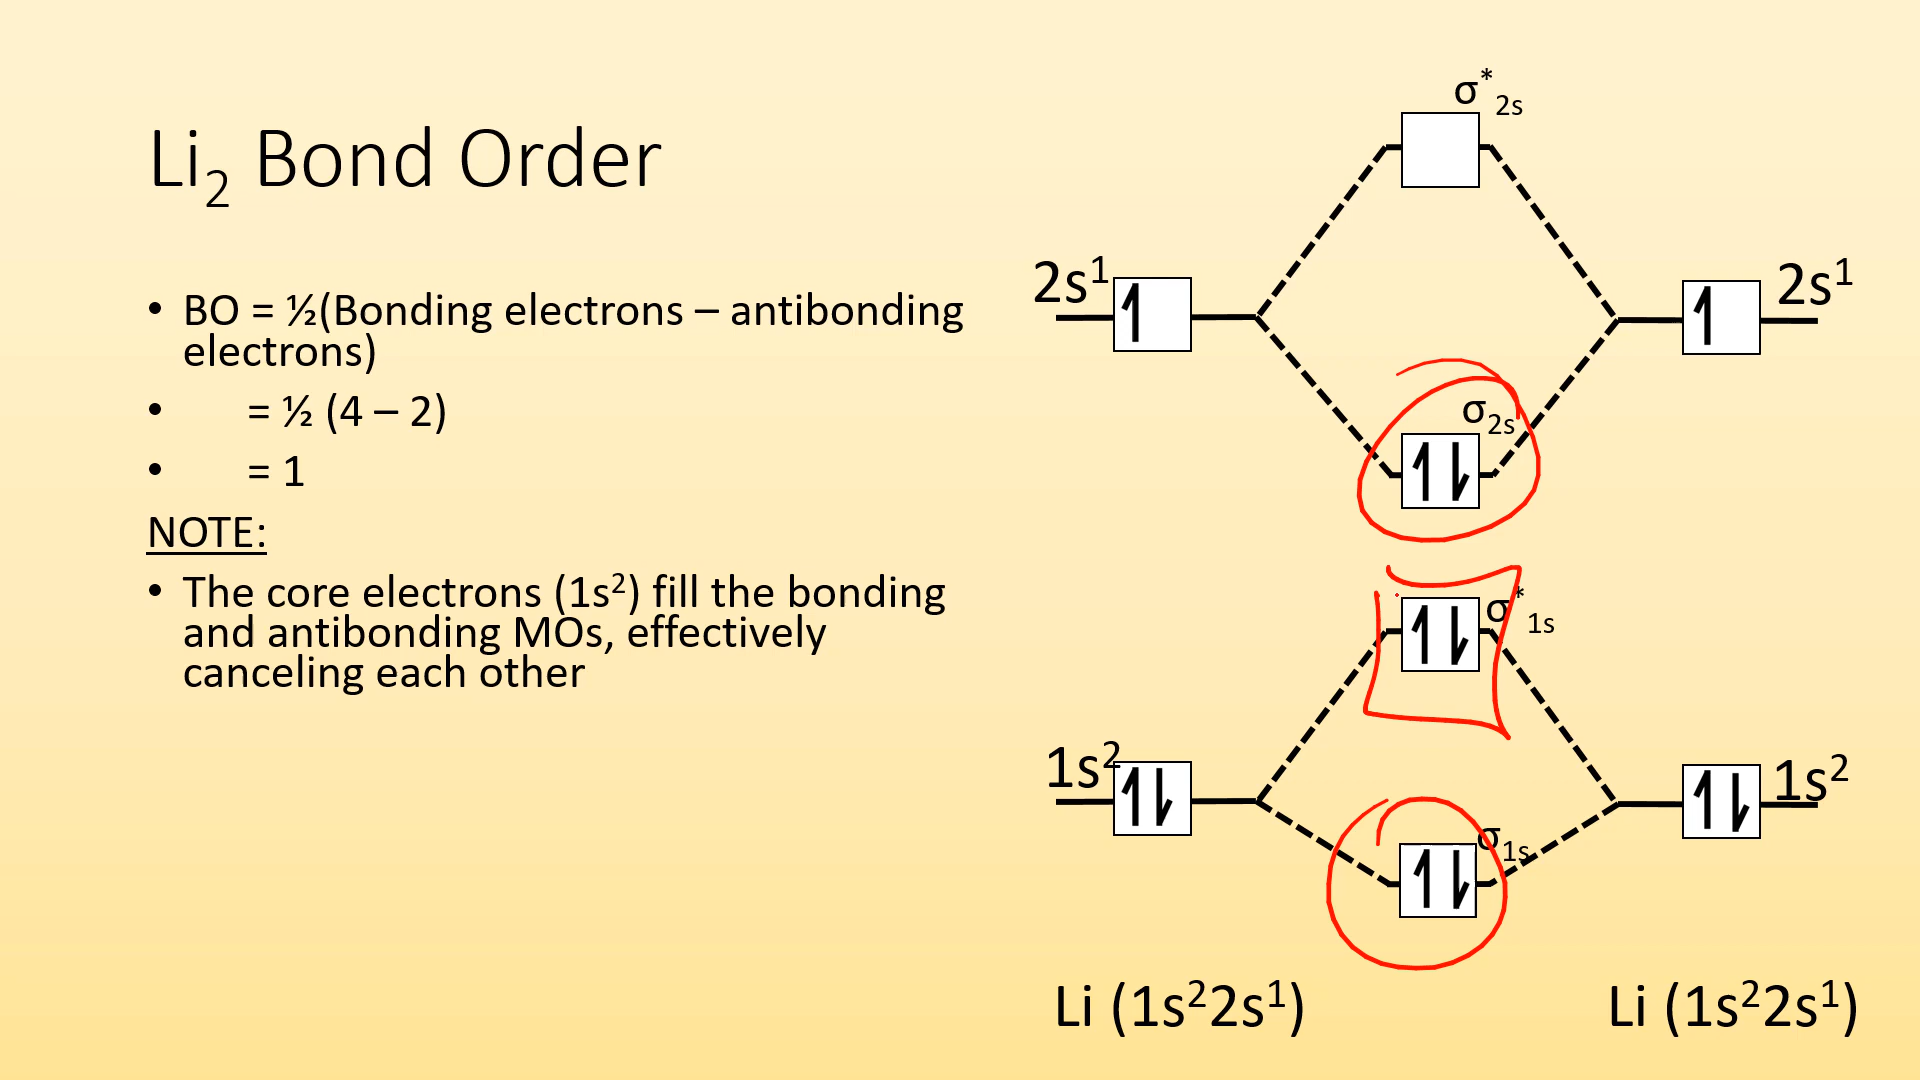 Li₂ Bond Order
• BO = ½(Bonding electrons – antibonding
electrons)
• = ½ (4 – 2)
• = 1
NOTE:
• The core electrons (1s²) fill the bonding
and antibonding MOs, effectively
canceling each other
σ*₂s
2s¹
2s¹
σ₂s
σ*₁s
1s²
1s²
σ₁s
Li (1s²2s¹)
Li (1s²2s¹)